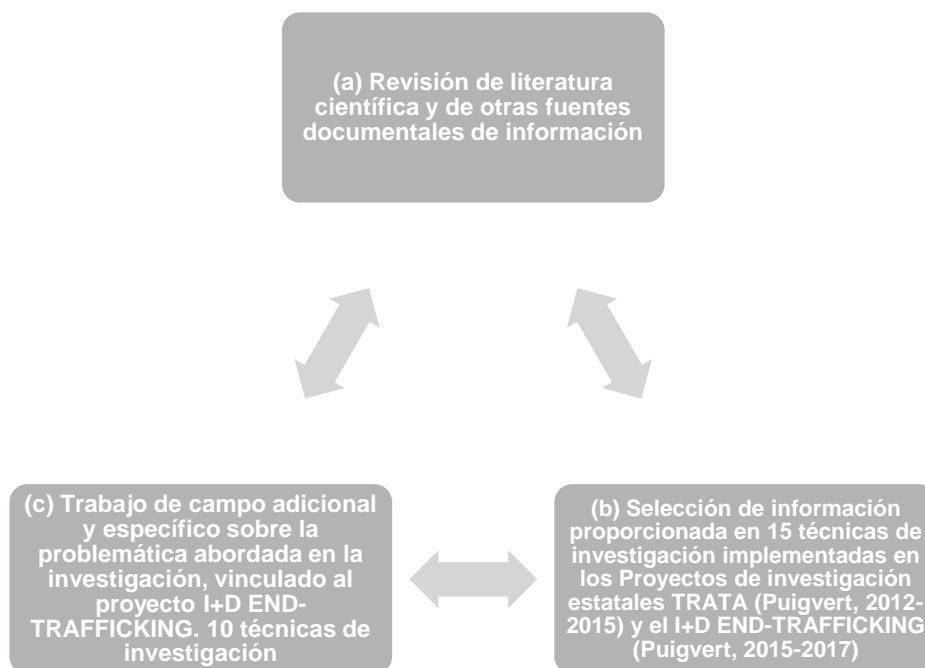 (a) Revisión de literatura
científica y de otras fuentes
documentales de información
(c) Trabajo de campo adicional
y específico sobre la
problemática abordada en la
investigación, vinculado al
proyecto I+D END-
TRAFFICKING. 10 técnicas de
investigación
(b) Selección de información
proporcionada en 15 técnicas de
investigación implementadas en
los Proyectos de investigación
estatales TRATA (Puigvert, 2012-
2015) y el I+D END-TRAFFICKING
(Puigvert, 2015-2017)